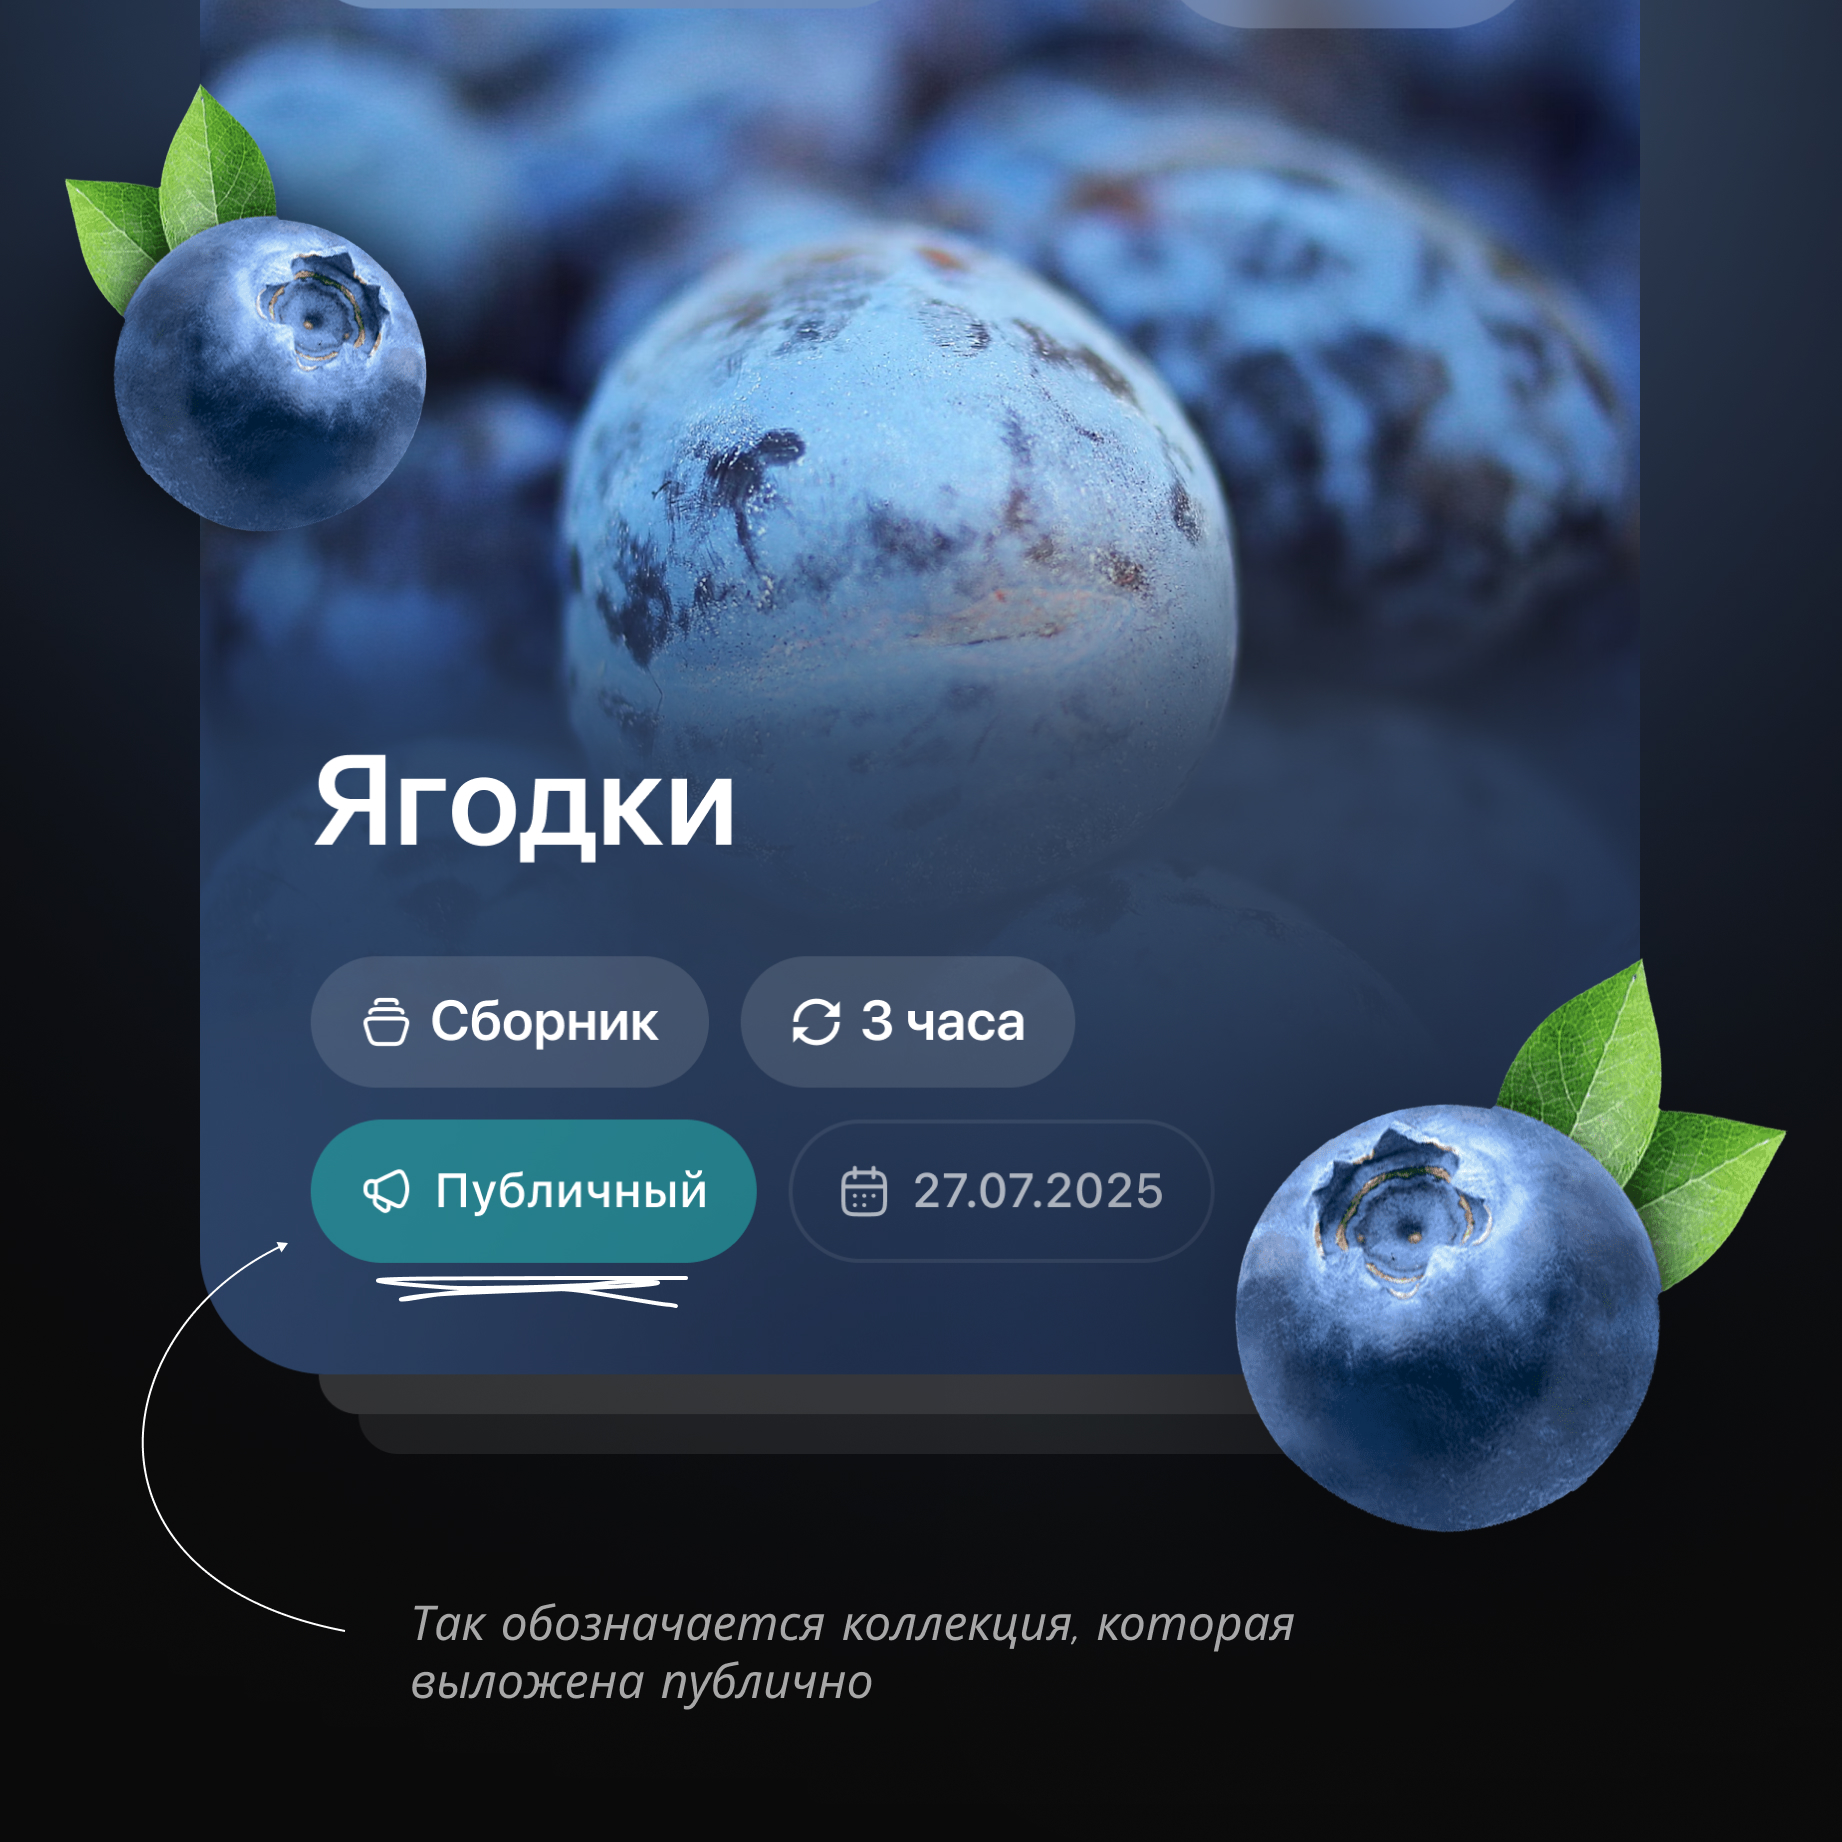 Ягодки
Сборник
3 часа
Публичный
27.07.2025
Так обозначается коллекция, которая
выложена публично